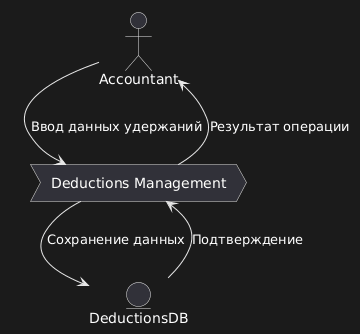 Accountant
Ввод данных удержаний
Результат операции
Deductions Management
Сохранение данных
Подтверждение
DeductionsDB